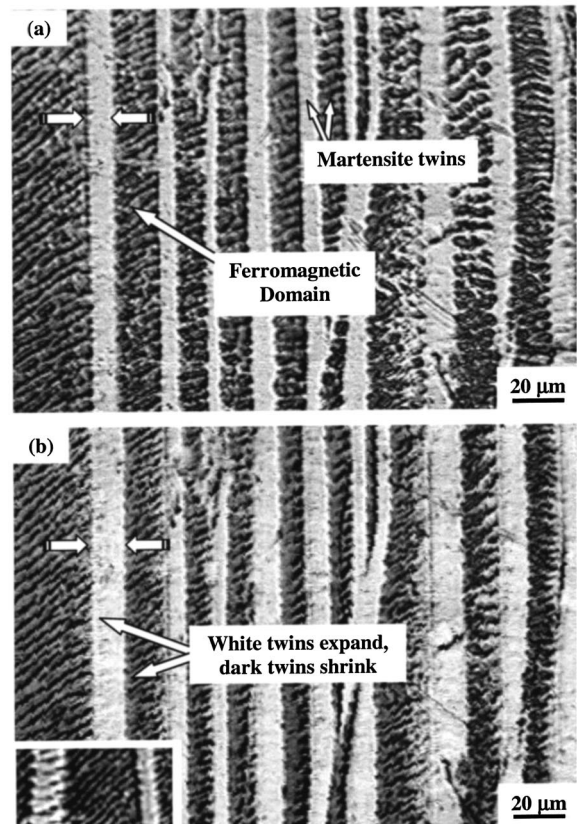 (a)
Martensite twins
Ferromagnetic
Domain
20 µm
(b)
White twins expand,
dark twins shrink
20 µm